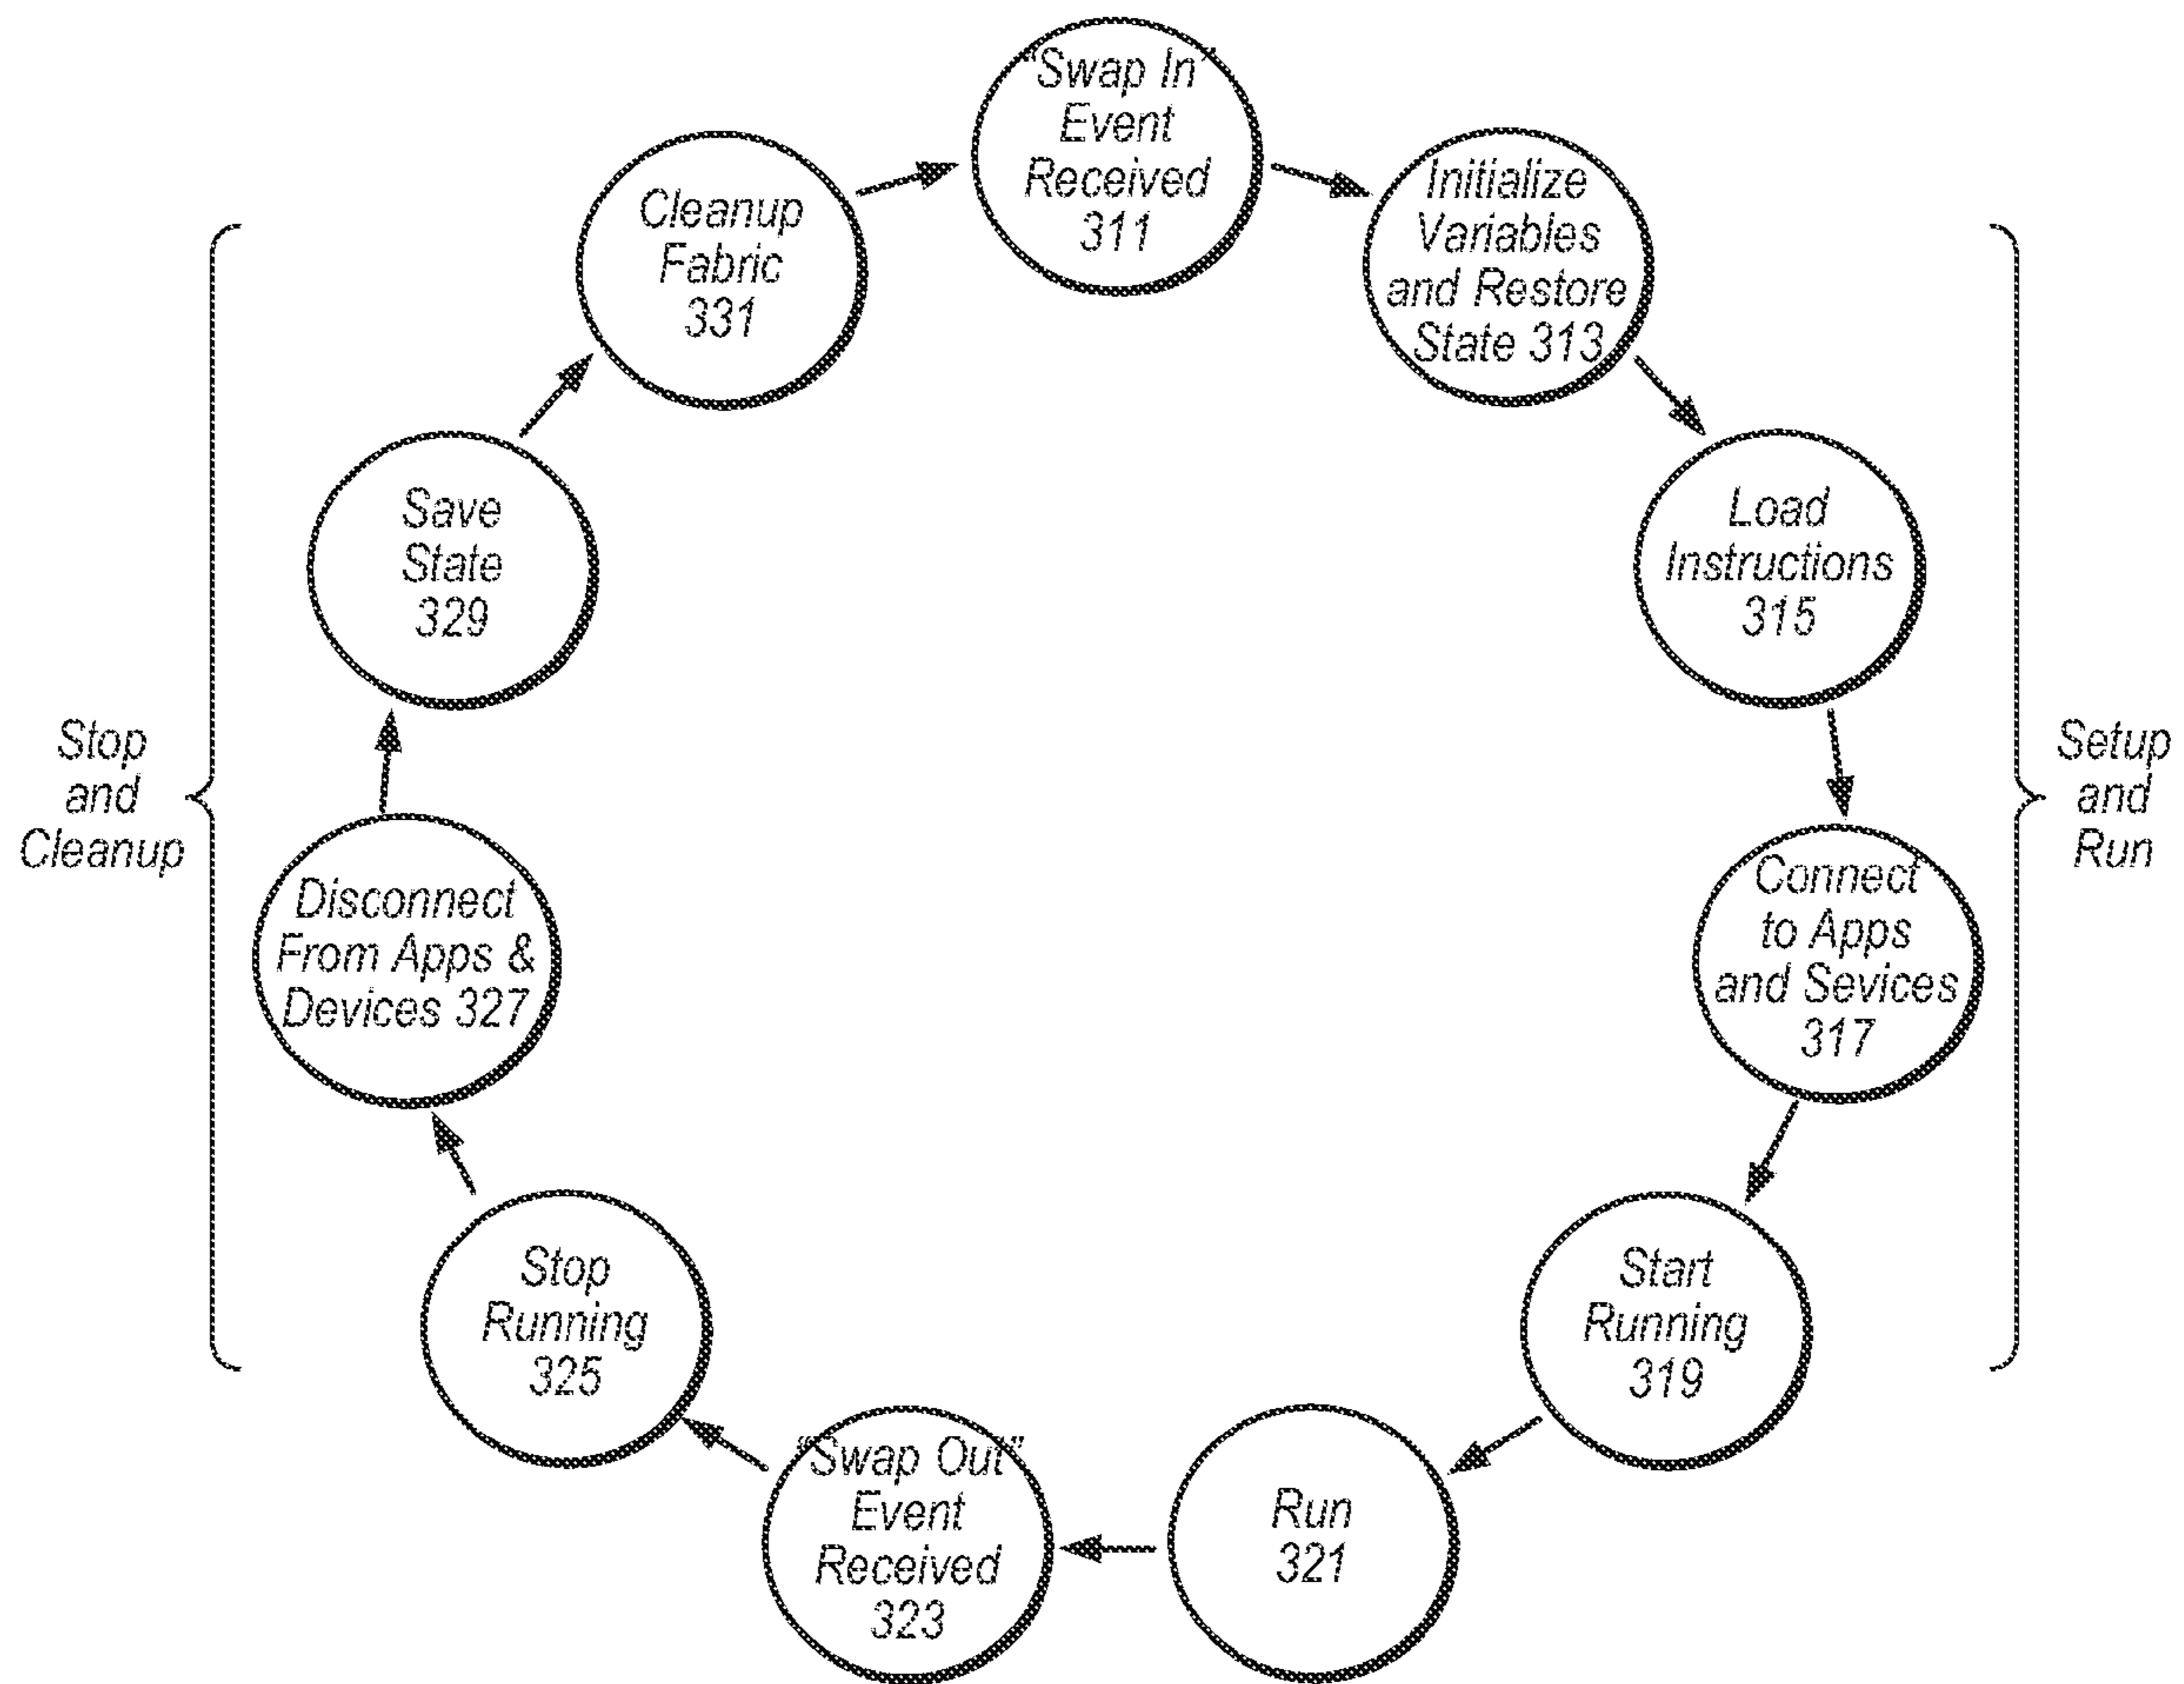 “Swap In”
Event
Received
311
Initialize
Variables
and Restore
State 313
Load
Instructions
315
Connect
to Apps
and Sevices
317
Start
Running
319
Run
321
“Swap Out”
Event
Received
323
Stop
Running
325
Disconnect
From Apps &
Devices 327
Save
State
329
Cleanup
Fabric
331
Stop
and
Cleanup
Setup
and
Run